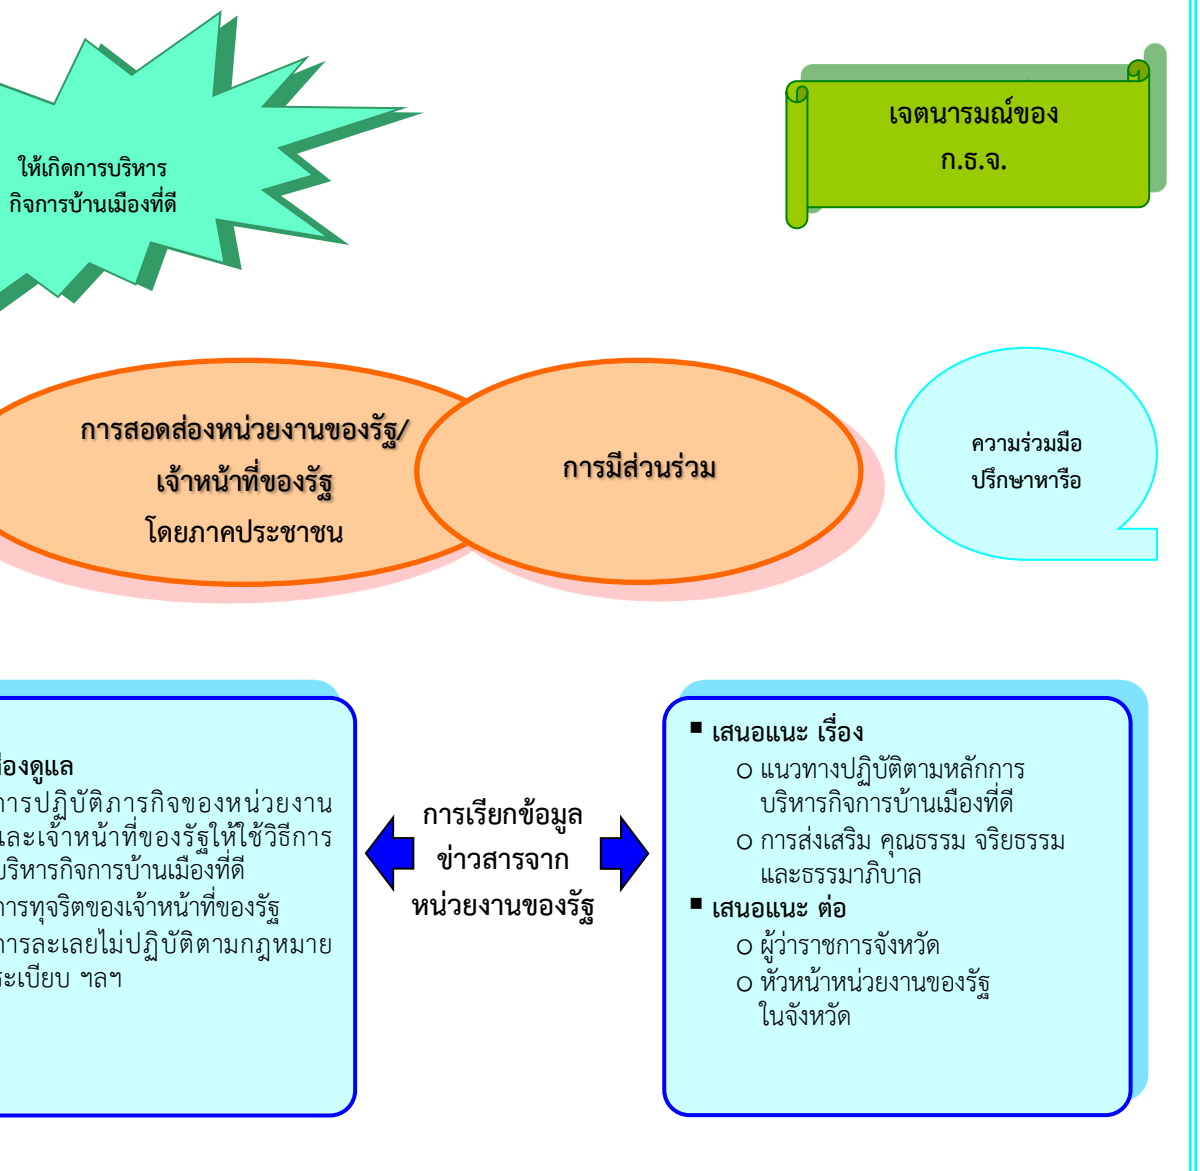 ให้เกิดการบริหาร
กิจการบ้านเมืองที่ดี
เจตนารมณ์ของ
ก.ธ.จ.
การสอดส่องหน่วยงานของรัฐ/
เจ้าหน้าที่ของรัฐ
โดยภาคประชาชน
การมีส่วนร่วม
ความร่วมมือ
ปรึกษาหารือ
การปฏิบัติภารกิจของหน่วยงาน
และเจ้าหน้าที่ของรัฐให้ใช้วิธีการ
บริหารกิจการบ้านเมืองที่ดี
การทุจริตของเจ้าหน้าที่ของรัฐ
การละเลยไม่ปฏิบัติตามกฎหมาย
ระเบียบ ฯลฯ
การเรียกข้อมูล
ข่าวสารจาก
หน่วยงานของรัฐ
▪ เสนอแนะ เรื่อง
o แนวทางปฏิบัติตามหลักการ
บริหารกิจการบ้านเมืองที่ดี
o การส่งเสริม คุณธรรม จริยธรรม
และธรรมาภิบาล
▪ เสนอแนะ ต่อ
o ผู้ว่าราชการจังหวัด
o หัวหน้าหน่วยงานของรัฐ
ในจังหวัด